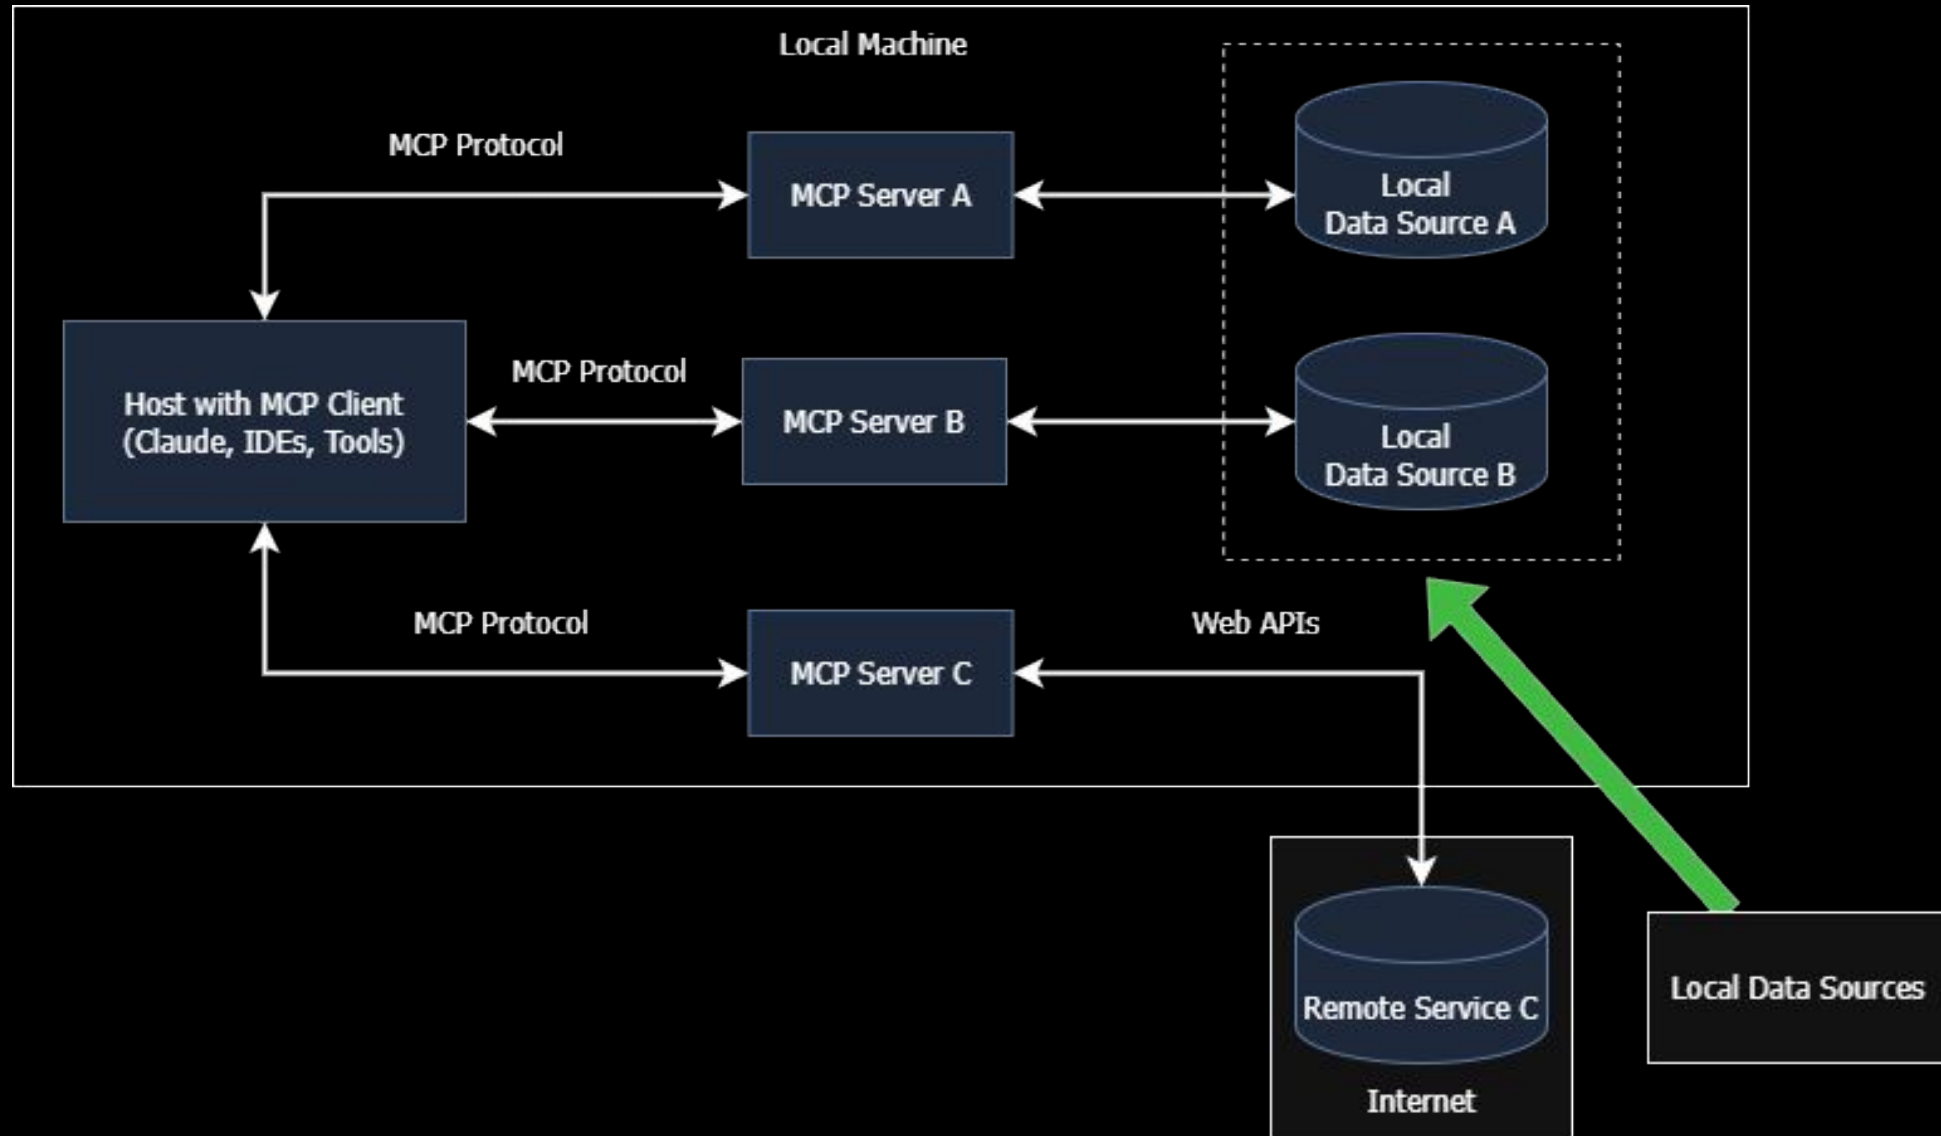 Local Machine
MCP Protocol
MCP Server A
Local
Data Source A
Host with MCP Client
(Claude, IDEs, Tools)
MCP Protocol
MCP Server B
Local
Data Source B
MCP Protocol
MCP Server C
Web APIs
Remote Service C
Internet
Local Data Sources